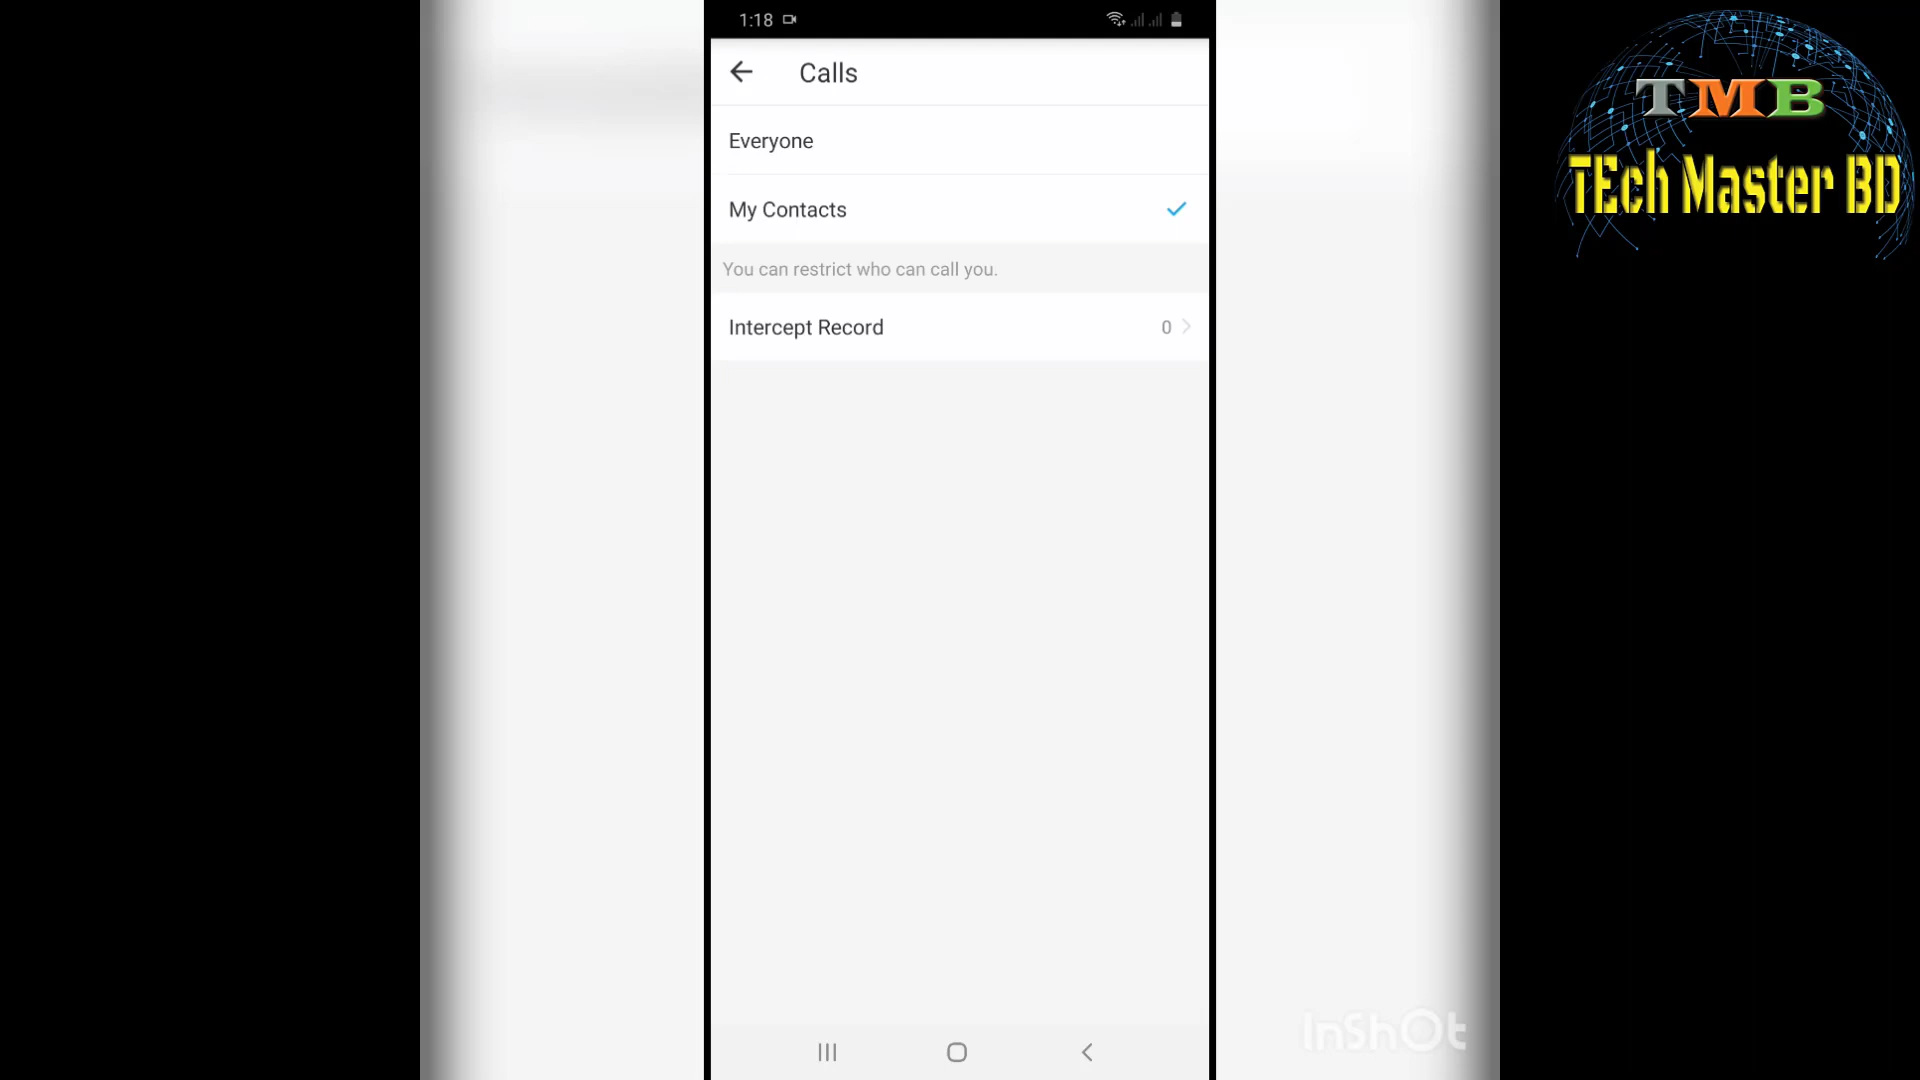 1:18
Calls
Everyone
My Contacts
You can restrict who can call you.
Intercept Record
0
TMB
TEch Master BD
InShOt